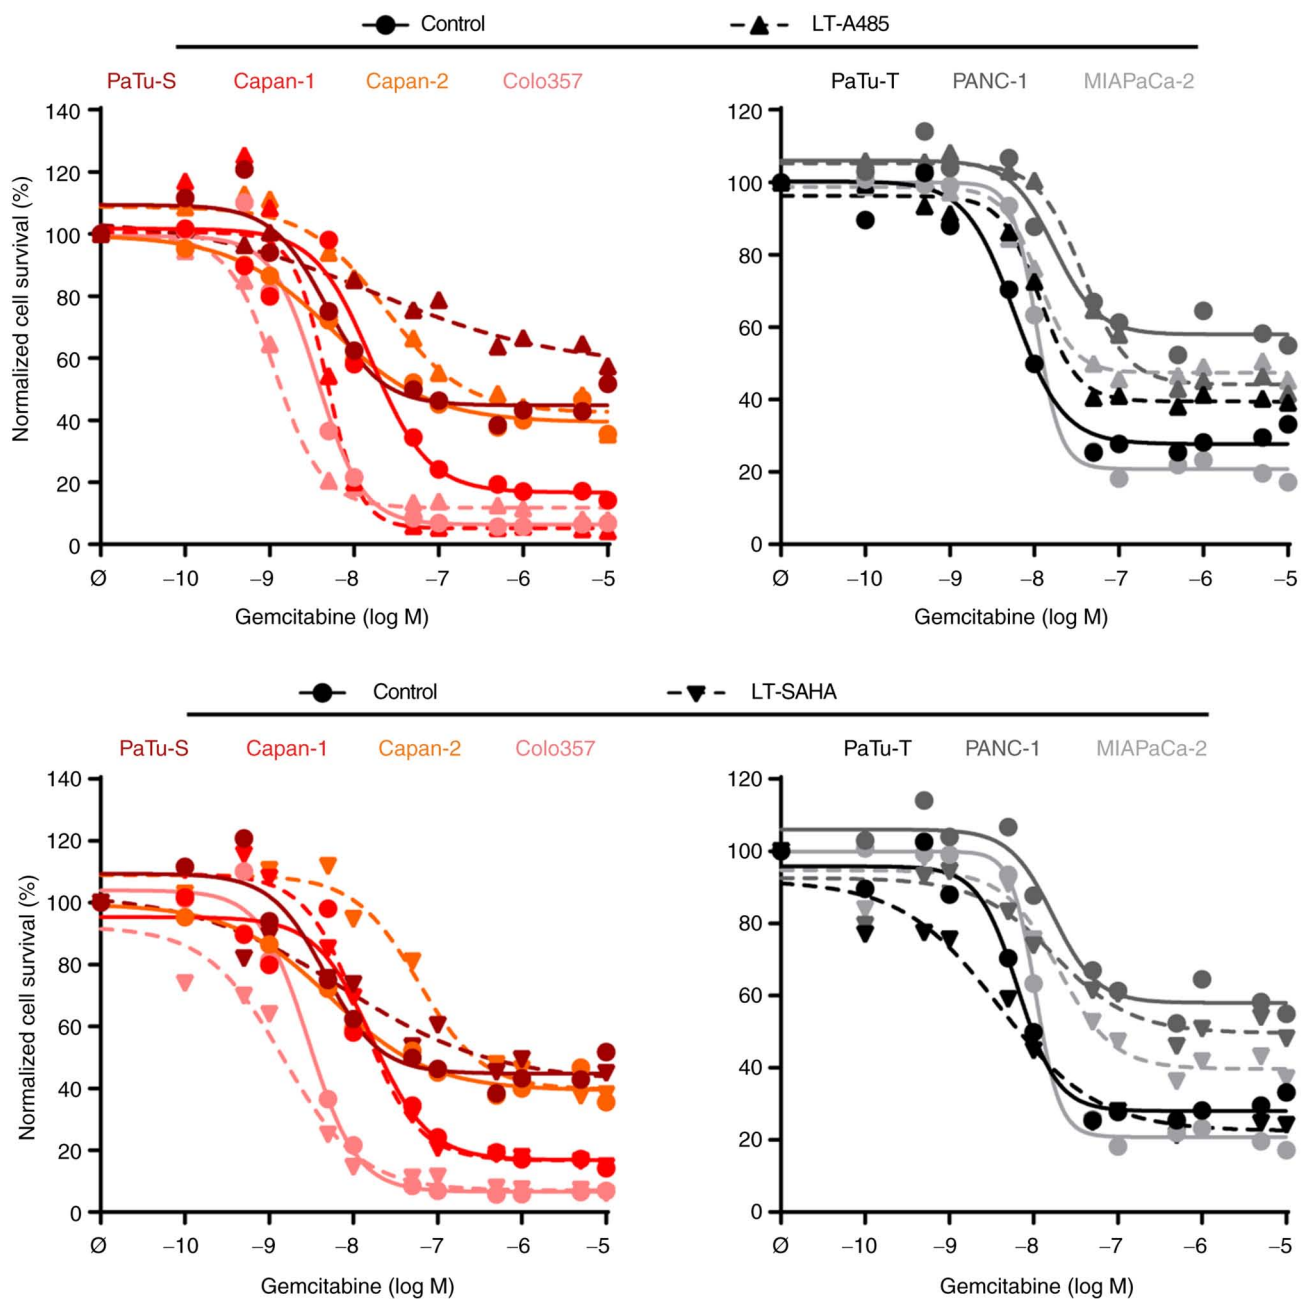 Control LT-A485
PaTu-S Capan-1 Capan-2 Colo357 PaTu-T PANC-1 MIAPaCa-2
Normalized cell survival (%)
140
120
100
80
60
40
20
0
Ø –10 –9 –8 –7 –6 –5
Gemcitabine (log M)
120
100
80
60
40
20
0
Ø –10 –9 –8 –7 –6 –5
Gemcitabine (log M)
Control LT-SAHA
PaTu-S Capan-1 Capan-2 Colo357 PaTu-T PANC-1 MIAPaCa-2
Normalized cell survival (%)
140
120
100
80
60
40
20
0
Ø –10 –9 –8 –7 –6 –5
Gemcitabine (log M)
120
100
80
60
40
20
0
Ø –10 –9 –8 –7 –6 –5
Gemcitabine (log M)